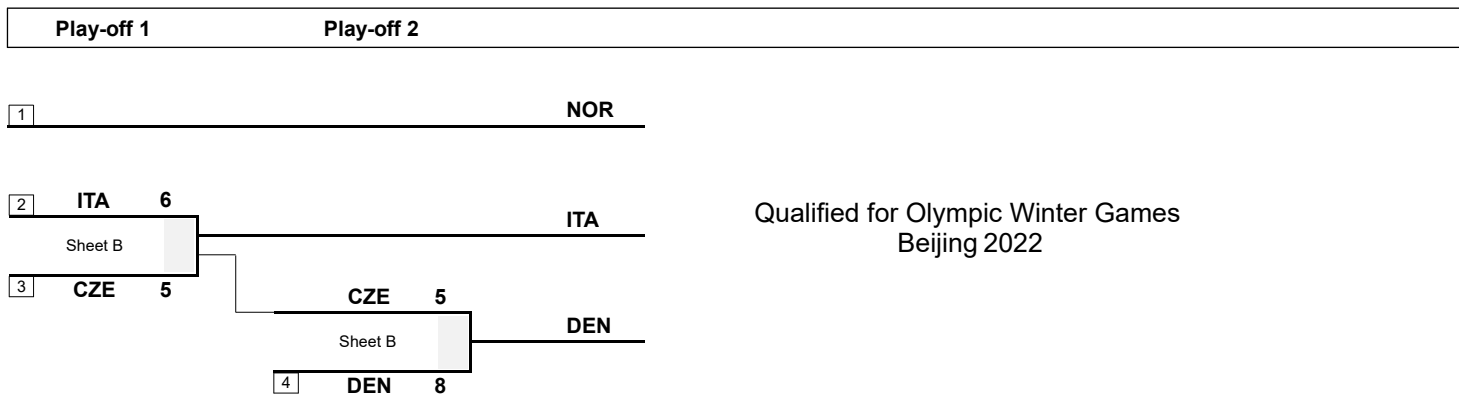 Play-off 1 Play-off 2
1 NOR
2 ITA 6
ITA
Sheet B
3 CZE 5
Qualified for Olympic Winter Games
Beijing 2022
CZE 5
DEN
Sheet B
4 DEN 8